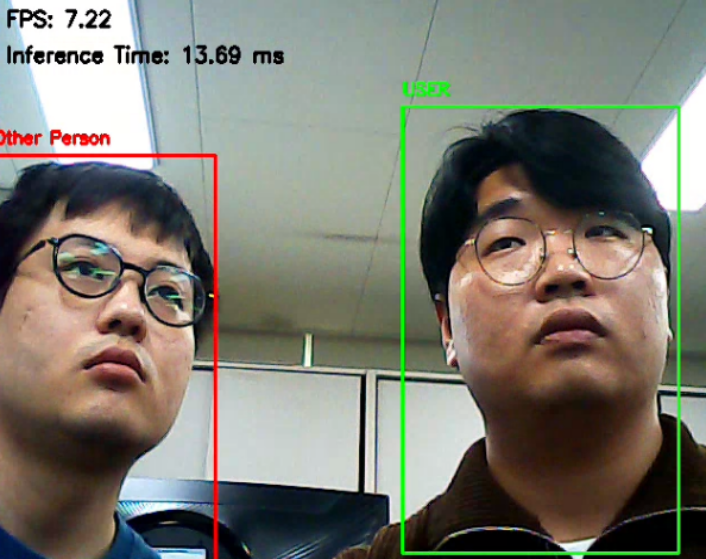 FPS: 7.22
Inference Time: 13.69 ms
USER
Other Person